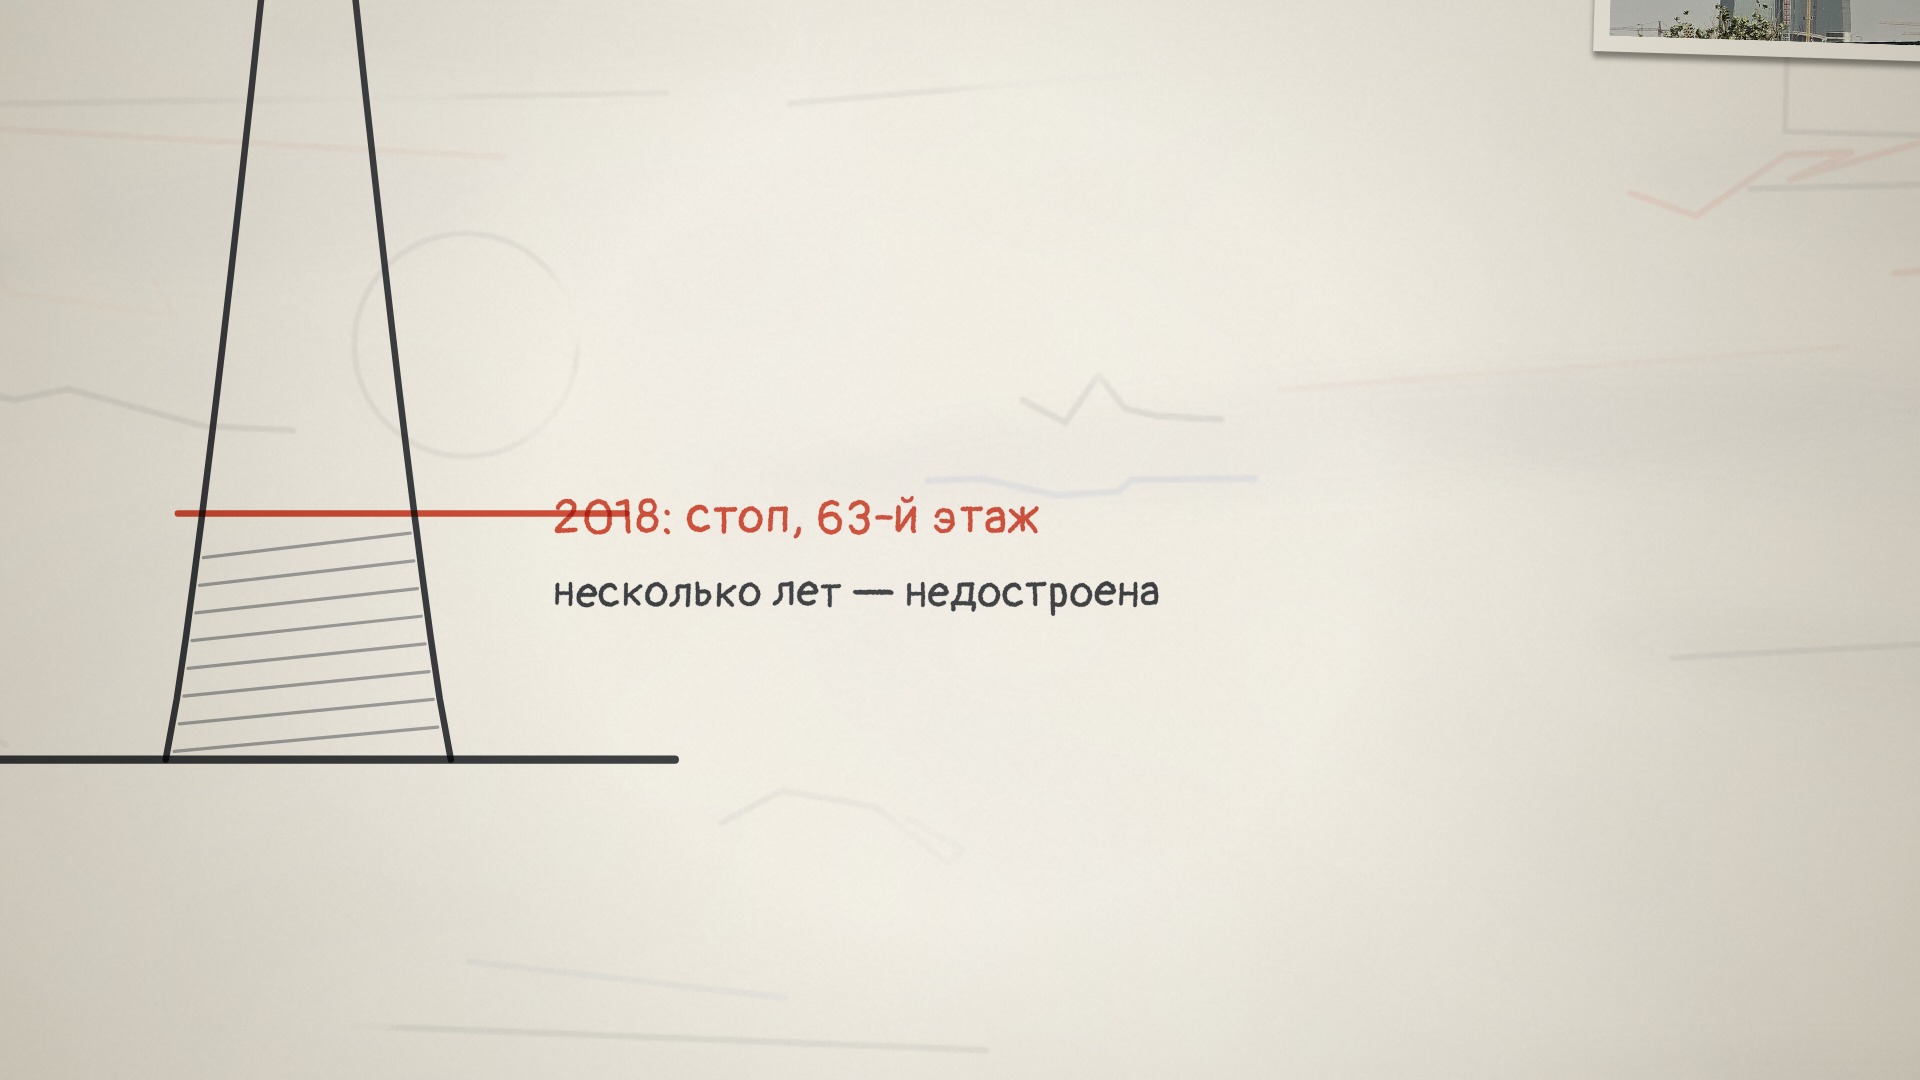 2018: стоп, 63-й этаж
несколько лет — недостроена